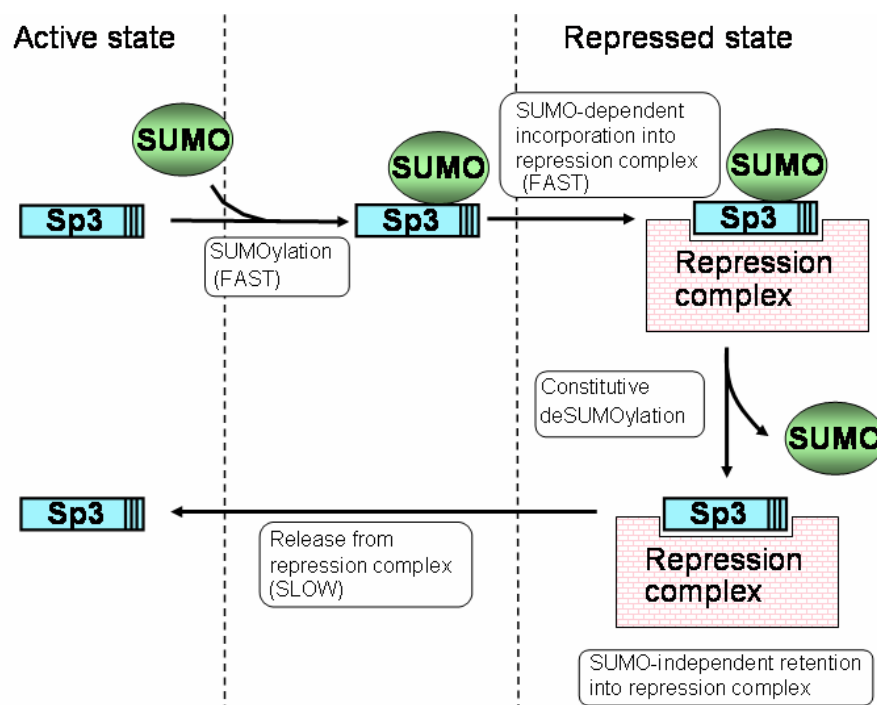 Active state
Repressed state
SUMO
SUMO-dependent
incorporation into
repression complex
(FAST)
SUMO
SUMO
Sp3
Sp3
Sp3
SUMOylation
(FAST)
Repression
complex
Constitutive
deSUMOylation
SUMO
Sp3
Sp3
Release from
repression complex
(SLOW)
Repression
complex
SUMO-independent retention
into repression complex